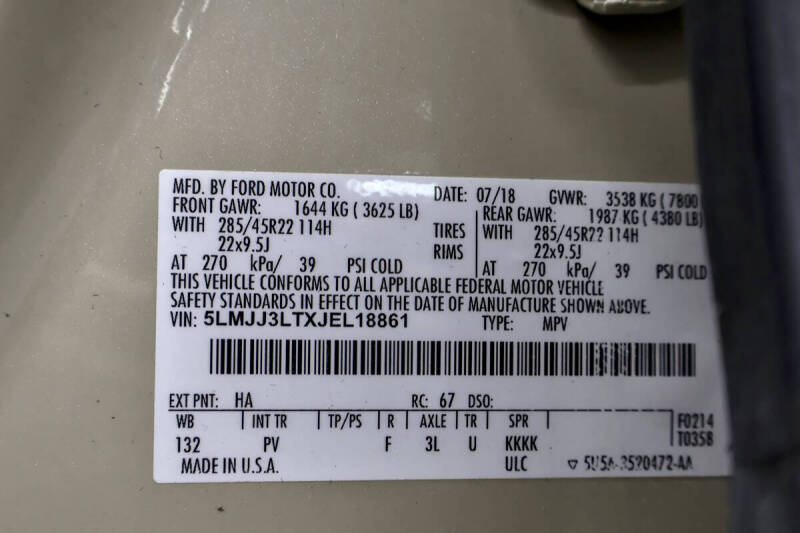 MFD. BY FORD MOTOR CO. DATE: 07/18 GVWR: 3538 KG ( 7800
FRONT GAWR: 1644 KG ( 3625 LB) REAR GAWR: 1987 KG ( 4380 LB)
WITH 285/45R22 114H TIRES WITH 285/45R22 114H
22x9.5J RIMS 22x9.5J
AT 270 kPa/ 39 PSI COLD AT 270 kPa/ 39 PSI COLD
THIS VEHICLE CONFORMS TO ALL APPLICABLE FEDERAL MOTOR VEHICLE
SAFETY STANDARDS IN EFFECT ON THE DATE OF MANUFACTURE SHOWN ABOVE.
VIN: 5LMJJ3LTXJEL18861 TYPE: MPV
EXT PNT: HA RC: 67 DSO:
WB INT TR TP/PS R AXLE TR SPR F0214
132 PV F 3L U KKKK T0358
MADE IN U.S.A. ULC 5U5A-3520472-AA